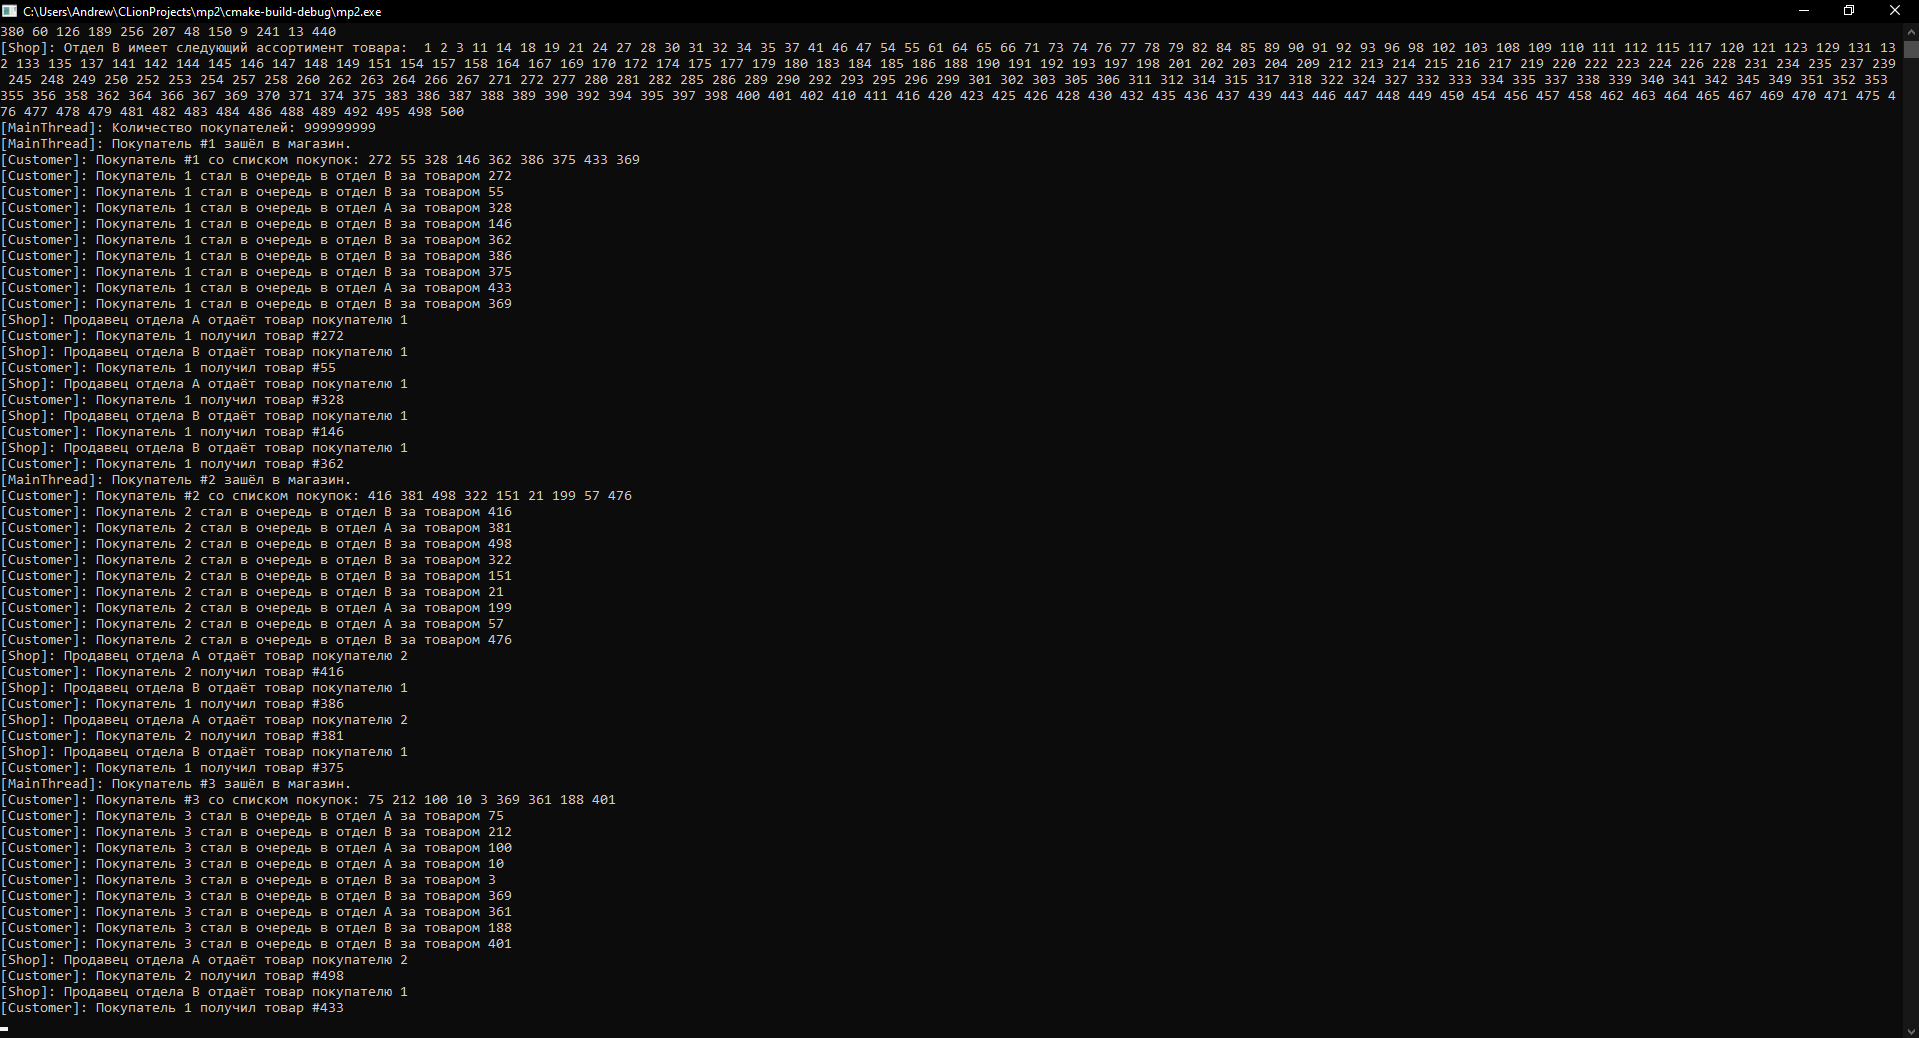 C:\Users\Andrew\CLionProjects\mp2\cmake-build-debug\mp2.exe
380 60 126 189 256 207 48 150 9 241 13 440
[Shop]: Отдел B имеет следующий ассортимент товара:  1 2 3 11 14 18 19 21 24 27 28 30 31 32 34 35 37 41 46 47 54 55 61 64 65 66 71 73 74 76 77 78 79 82 84 85 89 90 91 92 93 96 98 102 103 108 109 110 111 112 115 117 120 121 123 129 131 13
2 133 135 137 141 142 144 145 146 147 148 149 151 154 157 158 164 167 169 170 172 174 175 177 179 180 183 184 185 186 188 190 191 192 193 197 198 201 202 203 204 209 212 213 214 215 216 217 219 220 222 223 224 226 228 231 234 235 237 239
 245 248 249 250 252 253 254 257 258 260 262 263 264 266 267 271 272 277 280 281 282 285 286 289 290 292 293 295 296 299 301 302 303 305 306 311 312 314 315 317 318 322 324 327 332 333 334 335 337 338 339 340 341 342 345 349 351 352 353
355 356 358 362 364 366 367 369 370 371 374 375 383 386 387 388 389 390 392 394 395 397 398 400 401 402 410 411 416 420 423 425 426 428 430 432 435 436 437 439 443 446 447 448 449 450 454 456 457 458 462 463 464 465 467 469 470 471 475 4
76 477 478 479 481 482 483 484 486 488 489 492 495 498 500
[MainThread]: Количество покупателей: 999999999
[MainThread]: Покупатель #1 зашёл в магазин.
[Customer]: Покупатель #1 со списком покупок: 272 55 328 146 362 386 375 433 369
[Customer]: Покупатель 1 стал в очередь в отдел B за товаром 272
[Customer]: Покупатель 1 стал в очередь в отдел B за товаром 55
[Customer]: Покупатель 1 стал в очередь в отдел A за товаром 328
[Customer]: Покупатель 1 стал в очередь в отдел B за товаром 146
[Customer]: Покупатель 1 стал в очередь в отдел B за товаром 362
[Customer]: Покупатель 1 стал в очередь в отдел B за товаром 386
[Customer]: Покупатель 1 стал в очередь в отдел B за товаром 375
[Customer]: Покупатель 1 стал в очередь в отдел A за товаром 433
[Customer]: Покупатель 1 стал в очередь в отдел B за товаром 369
[Shop]: Продавец отдела A отдаёт товар покупателю 1
[Customer]: Покупатель 1 получил товар #272
[Shop]: Продавец отдела B отдаёт товар покупателю 1
[Customer]: Покупатель 1 получил товар #55
[Shop]: Продавец отдела A отдаёт товар покупателю 1
[Customer]: Покупатель 1 получил товар #328
[Shop]: Продавец отдела B отдаёт товар покупателю 1
[Customer]: Покупатель 1 получил товар #146
[Shop]: Продавец отдела B отдаёт товар покупателю 1
[Customer]: Покупатель 1 получил товар #362
[MainThread]: Покупатель #2 зашёл в магазин.
[Customer]: Покупатель #2 со списком покупок: 416 381 498 322 151 21 199 57 476
[Customer]: Покупатель 2 стал в очередь в отдел B за товаром 416
[Customer]: Покупатель 2 стал в очередь в отдел A за товаром 381
[Customer]: Покупатель 2 стал в очередь в отдел B за товаром 498
[Customer]: Покупатель 2 стал в очередь в отдел B за товаром 322
[Customer]: Покупатель 2 стал в очередь в отдел B за товаром 151
[Customer]: Покупатель 2 стал в очередь в отдел B за товаром 21
[Customer]: Покупатель 2 стал в очередь в отдел A за товаром 199
[Customer]: Покупатель 2 стал в очередь в отдел A за товаром 57
[Customer]: Покупатель 2 стал в очередь в отдел B за товаром 476
[Shop]: Продавец отдела A отдаёт товар покупателю 2
[Customer]: Покупатель 2 получил товар #416
[Shop]: Продавец отдела B отдаёт товар покупателю 1
[Customer]: Покупатель 1 получил товар #386
[Shop]: Продавец отдела A отдаёт товар покупателю 2
[Customer]: Покупатель 2 получил товар #381
[Shop]: Продавец отдела B отдаёт товар покупателю 1
[Customer]: Покупатель 1 получил товар #375
[MainThread]: Покупатель #3 зашёл в магазин.
[Customer]: Покупатель #3 со списком покупок: 75 212 100 10 3 369 361 188 401
[Customer]: Покупатель 3 стал в очередь в отдел A за товаром 75
[Customer]: Покупатель 3 стал в очередь в отдел B за товаром 212
[Customer]: Покупатель 3 стал в очередь в отдел A за товаром 100
[Customer]: Покупатель 3 стал в очередь в отдел A за товаром 10
[Customer]: Покупатель 3 стал в очередь в отдел B за товаром 3
[Customer]: Покупатель 3 стал в очередь в отдел B за товаром 369
[Customer]: Покупатель 3 стал в очередь в отдел A за товаром 361
[Customer]: Покупатель 3 стал в очередь в отдел B за товаром 188
[Customer]: Покупатель 3 стал в очередь в отдел B за товаром 401
[Shop]: Продавец отдела A отдаёт товар покупателю 2
[Customer]: Покупатель 2 получил товар #498
[Shop]: Продавец отдела B отдаёт товар покупателю 1
[Customer]: Покупатель 1 получил товар #433